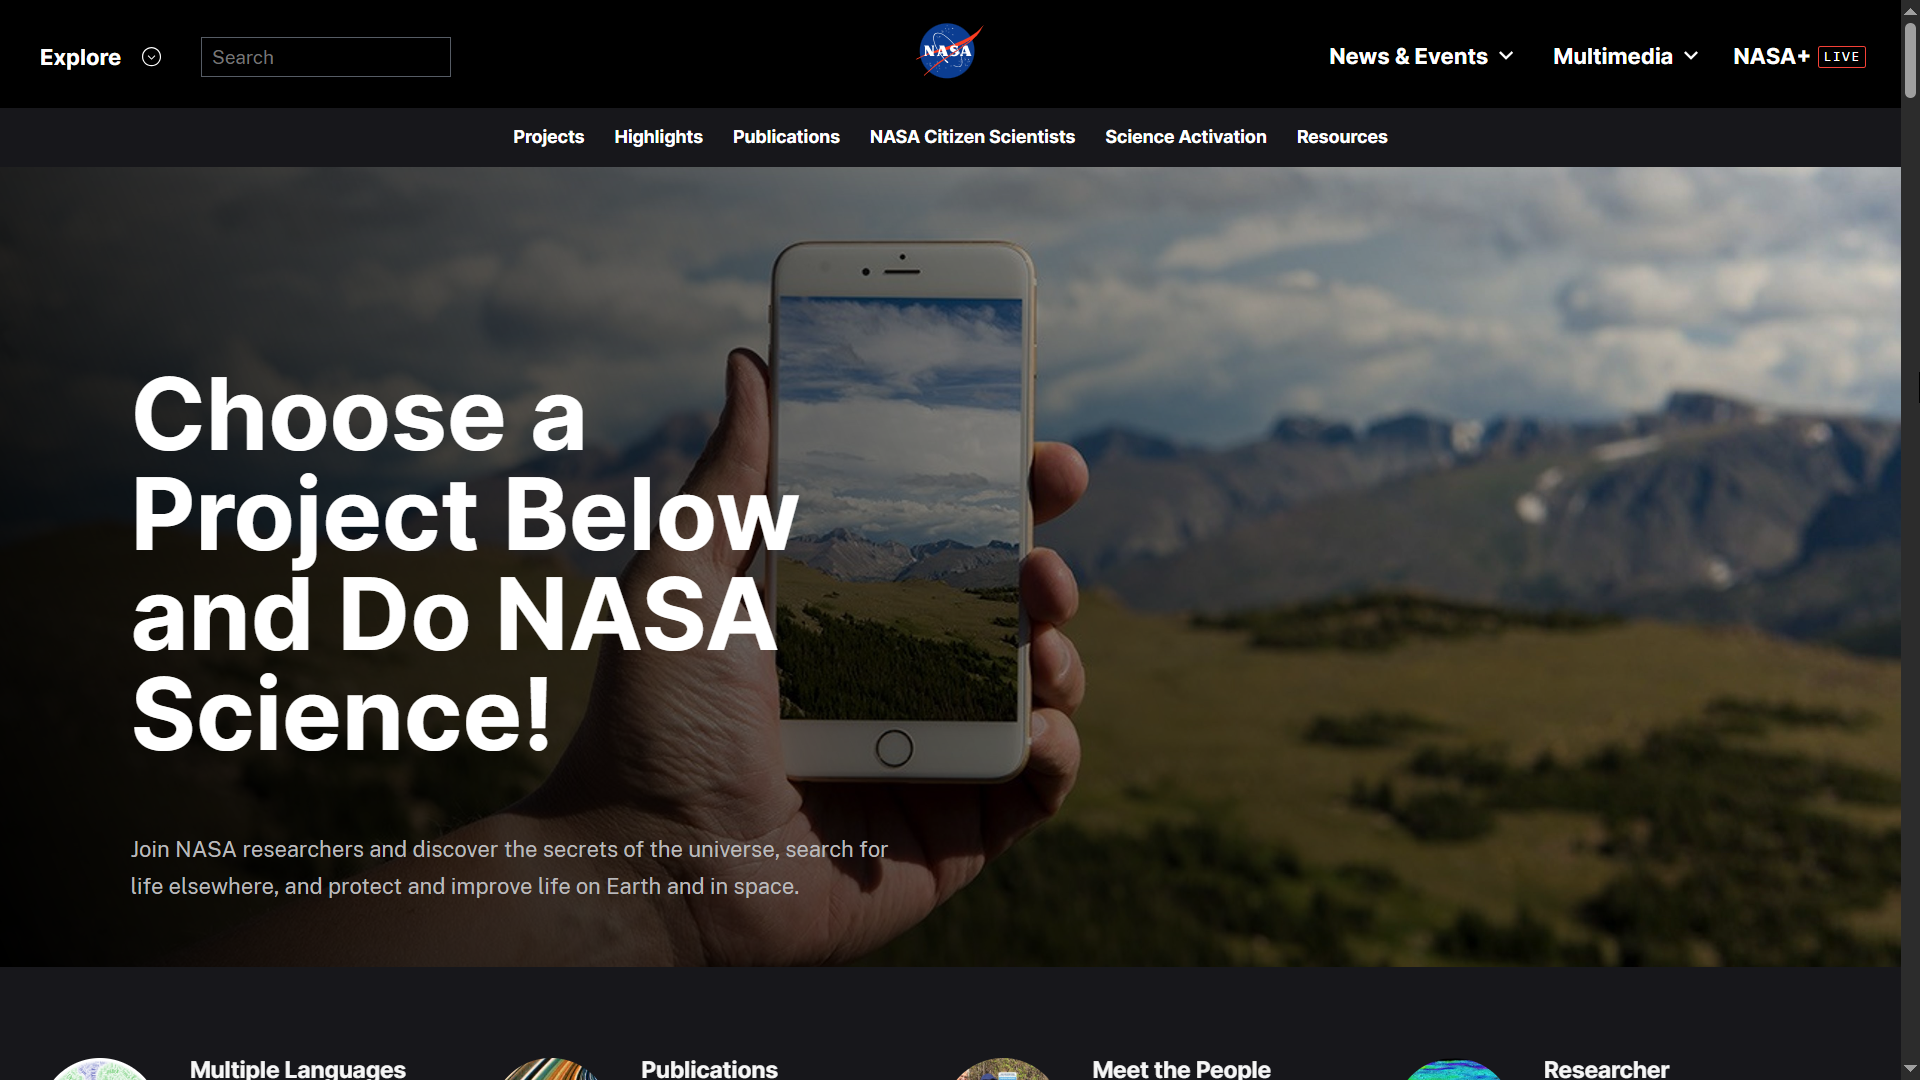 Explore
Search
NASA
News & Events
Multimedia
NASA+ LIVE
Projects
Highlights
Publications
NASA Citizen Scientists
Science Activation
Resources
Choose a
Project Below
and Do NASA
Science!
Join NASA researchers and discover the secrets of the universe, search for
life elsewhere, and protect and improve life on Earth and in space.
Multiple Languages
Publications
Meet the People
Researcher